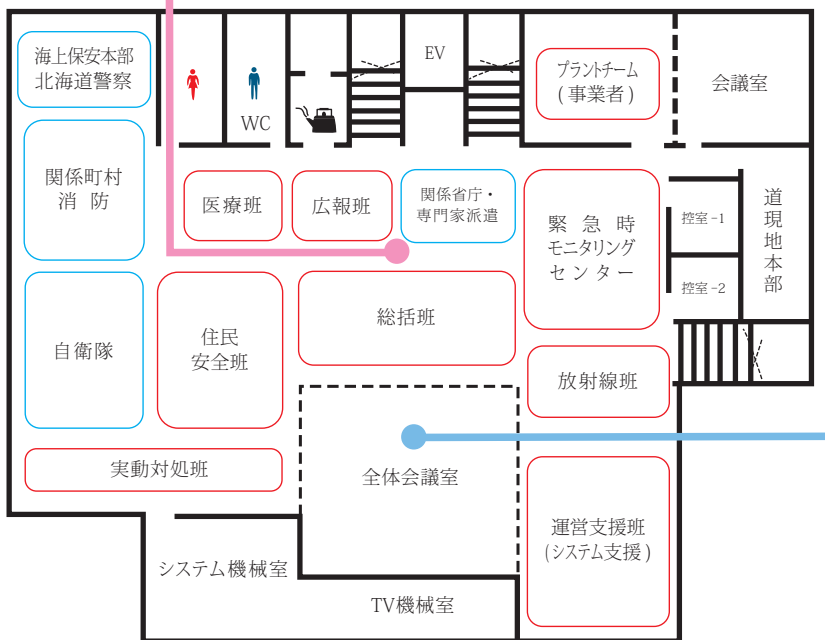 海上保安本部
北海道警察
WC
EV
プラントチーム
(事業者)
会議室
関係町村
消 防
医療班
広報班
関係省庁・
専門家派遣
緊 急 時
モニタリング
センター
控室-1
控室-2
道現地本部
自衛隊
住民
安全班
総括班
放射線班
実動対処班
全体会議室
運営支援班
(システム支援)
システム機械室
TV機械室